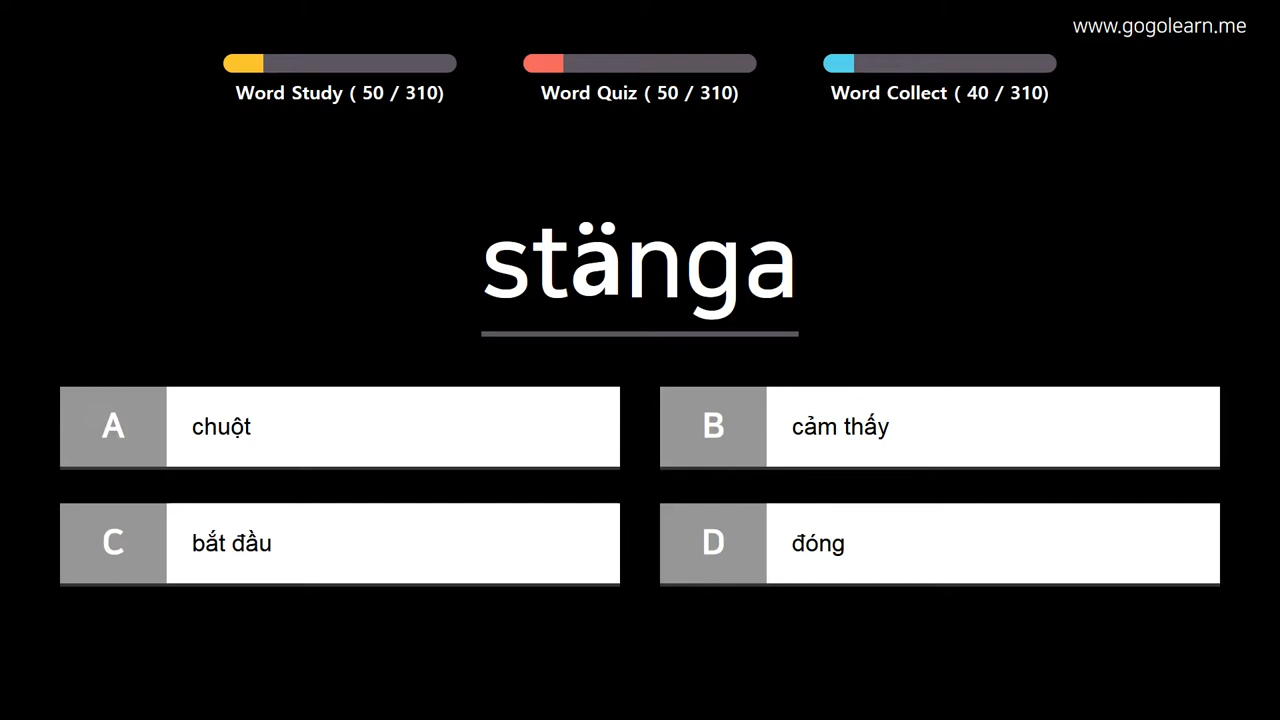 www.gogolearn.me
Word Study ( 50 / 310)
Word Quiz ( 50 / 310)
Word Collect ( 40 / 310)
stänga
A chuột
B cảm thấy
C bắt đầu
D đóng